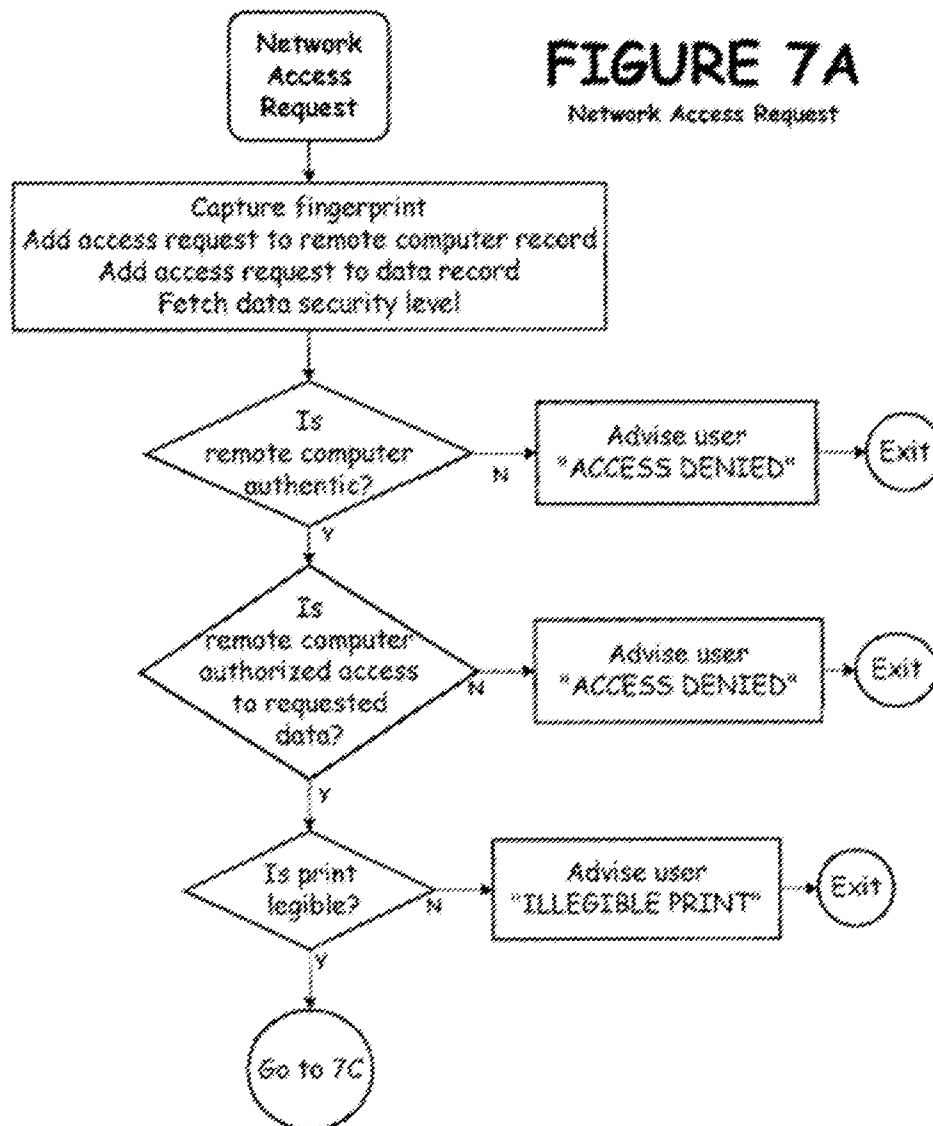 Network
Access
Request
FIGURE 7A
Network Access Request
Capture fingerprint
Add access request to remote computer record
Add access request to data record
Fetch data security level
Is
remote computer
authentic?
N
Advise user
"ACCESS DENIED"
Exit
Y
Is
remote computer
authorized access
to requested
data?
N
Advise user
"ACCESS DENIED"
Exit
Y
Is print
legible?
N
Advise user
"ILLEGIBLE PRINT"
Exit
Y
Go to 7C